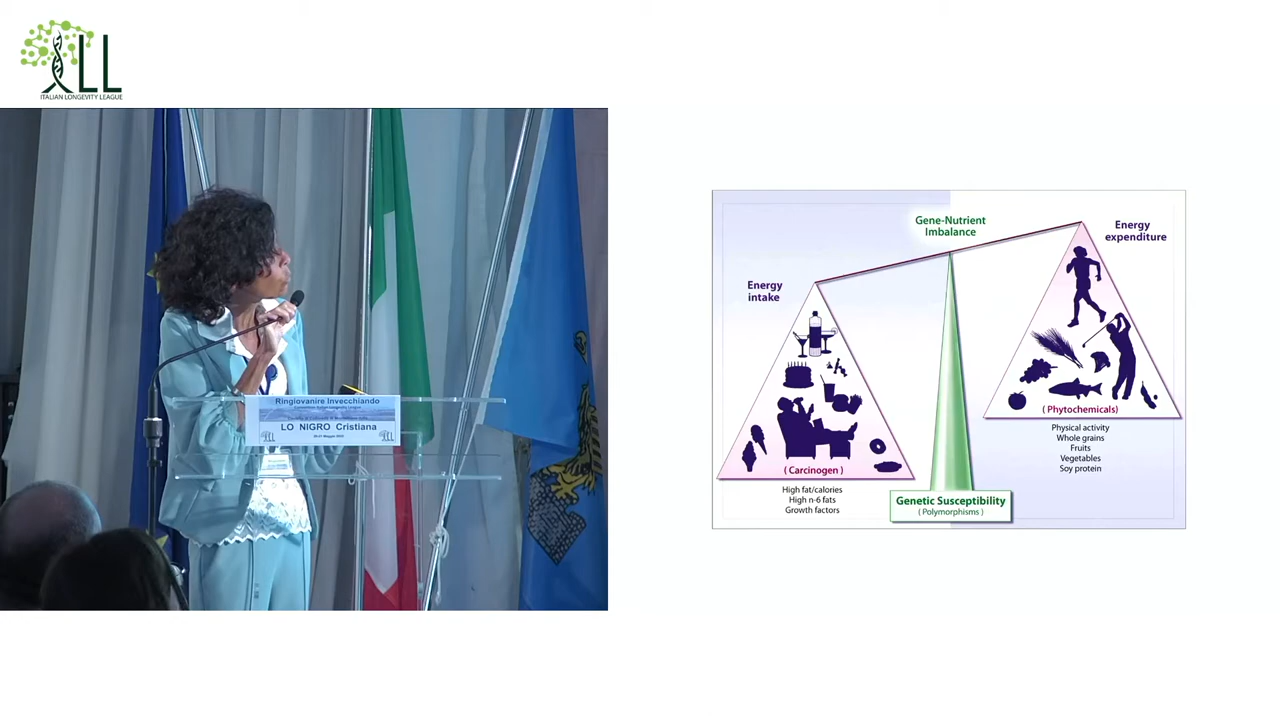 LL
ITALIAN LONGEVITY LEAGUE
Ringiovanire Invecchiando
LO NIGRO Cristiana
Gene-Nutrient
Imbalance
Energy
expenditure
Energy
intake
( Phytochemicals)
Physical activity
Whole grains
Fruits
Vegetables
Soy protein
( Carcinogen )
High fat/calories
High n-6 fats
Growth factors
Genetic Susceptibility
( Polymorphisms )